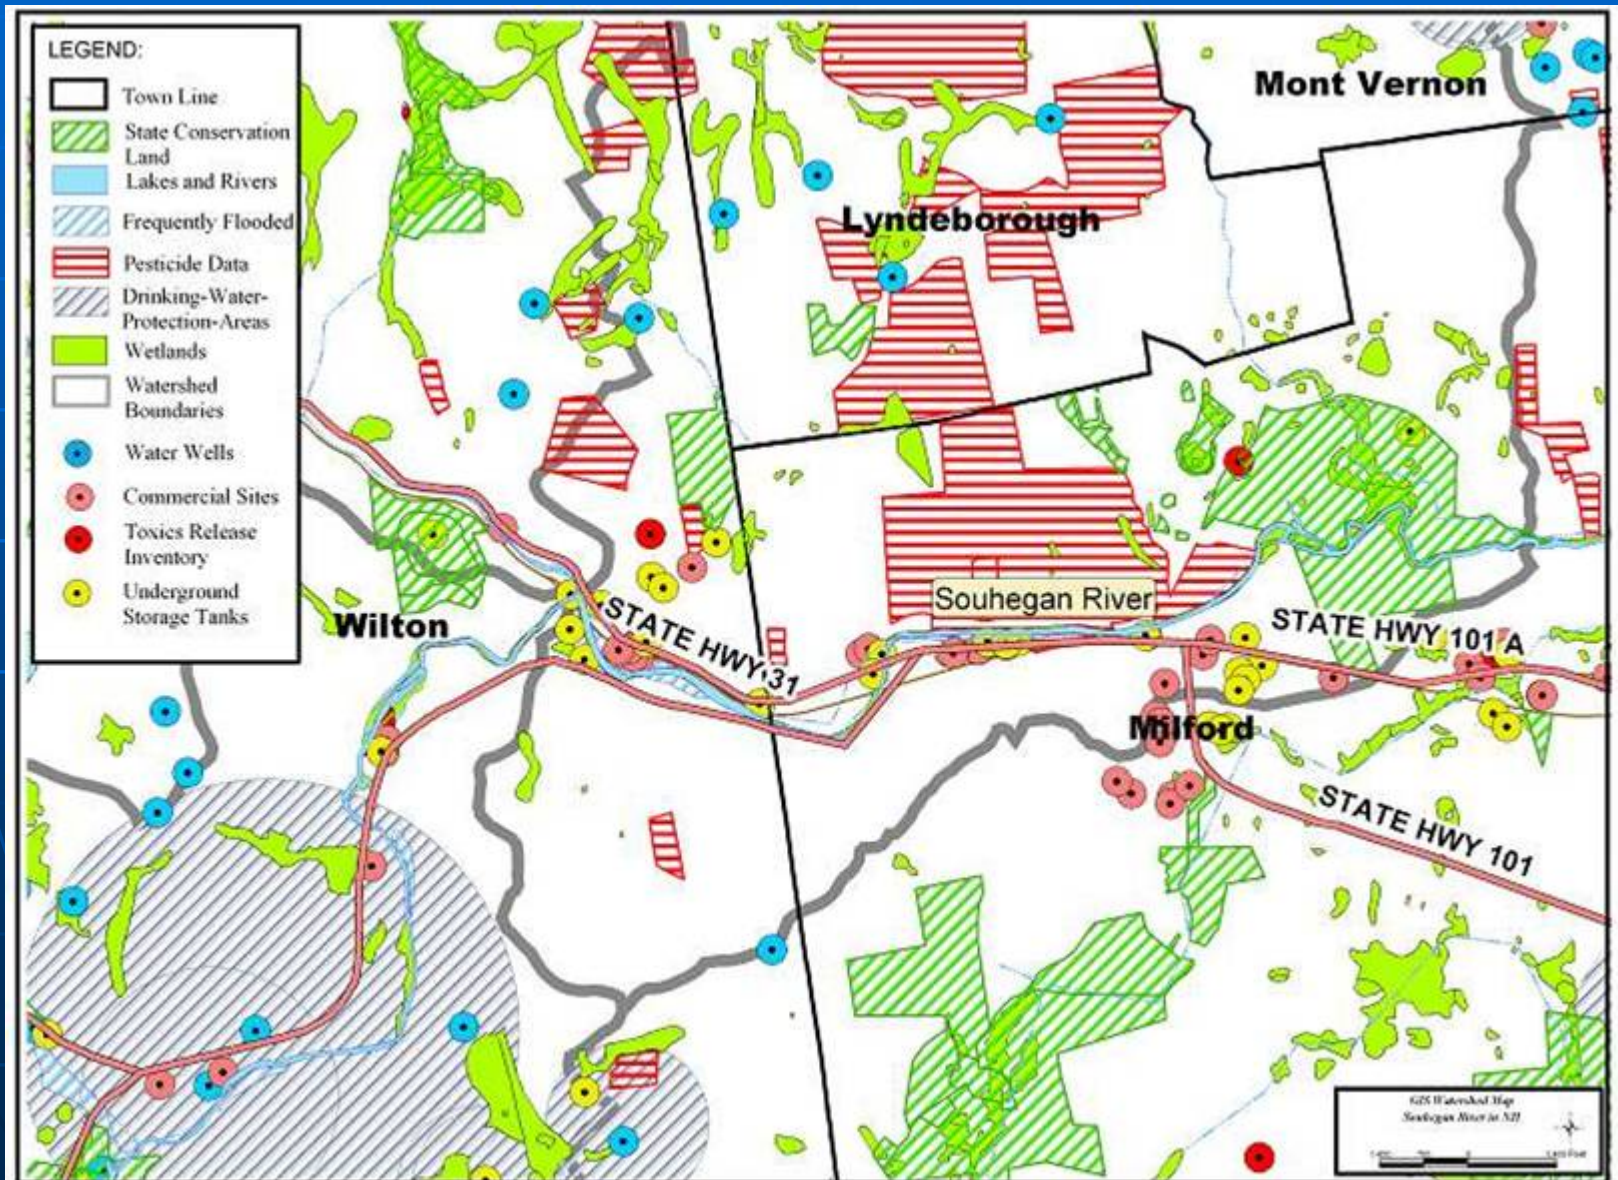 LEGEND:
Town Line
State Conservation
Land
Lakes and Rivers
Frequently Flooded
Pesticide Data
Drinking-Water-
Protection-Areas
Wetlands
Watershed
Boundaries
Water Wells
Commercial Sites
Toxics Release
Inventory
Underground
Storage Tanks
Mont Vernon
Lyndeborough
Souhegan River
Wilton
STATE HWY 31
STATE HWY 101 A
Milford
STATE HWY 101
GIS Watershed Map
Souhegan River in NH